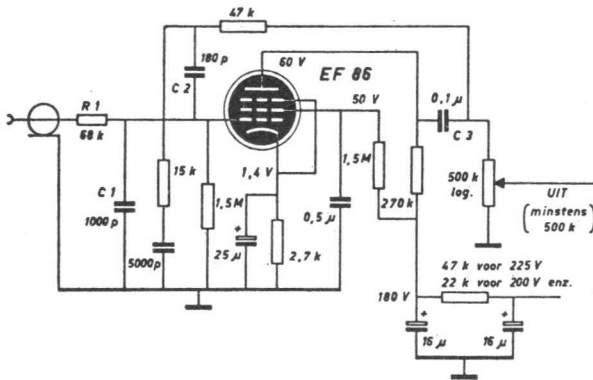 47 k
180 p
C 2
60 V
EF 86
50 V
0,1 µ
C 3
R 1
68 k
1,4 V
15 k
1,5 M
1,5 M
270 k
500 k
log.
UIT
(minstens
500 k)
C 1
1000 p
5000p
+
25 µ
2,7 k
0,5 µ
47 k voor 225 V
22 k voor 200 V enz.
180 V
+
16 µ
+
16 µ